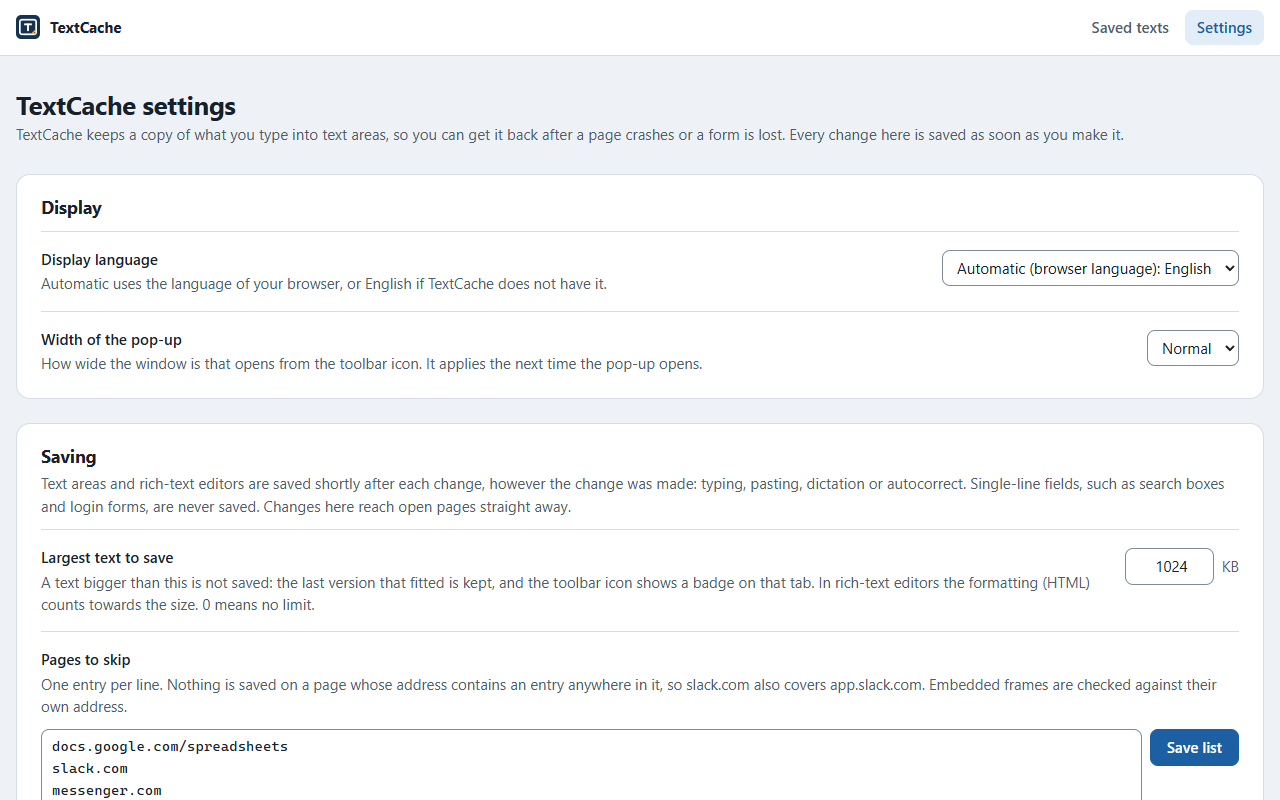 TextCache
Saved texts
Settings
TextCache settings
TextCache keeps a copy of what you type into text areas, so you can get it back after a page crashes or a form is lost. Every change here is saved as soon as you make it.
Display
Display language
Automatic uses the language of your browser, or English if TextCache does not have it.
Automatic (browser language): English
Width of the pop-up
How wide the window is that opens from the toolbar icon. It applies the next time the pop-up opens.
Normal
Saving
Text areas and rich-text editors are saved shortly after each change, however the change was made: typing, pasting, dictation or autocorrect. Single-line fields, such as search boxes
and login forms, are never saved. Changes here reach open pages straight away.
Largest text to save
A text bigger than this is not saved: the last version that fitted is kept, and the toolbar icon shows a badge on that tab. In rich-text editors the formatting (HTML)
counts towards the size. 0 means no limit.
1024 KB
Pages to skip
One entry per line. Nothing is saved on a page whose address contains an entry anywhere in it, so slack.com also covers app.slack.com. Embedded frames are checked against their
own address.
docs.google.com/spreadsheets
slack.com
messenger.com
Save list